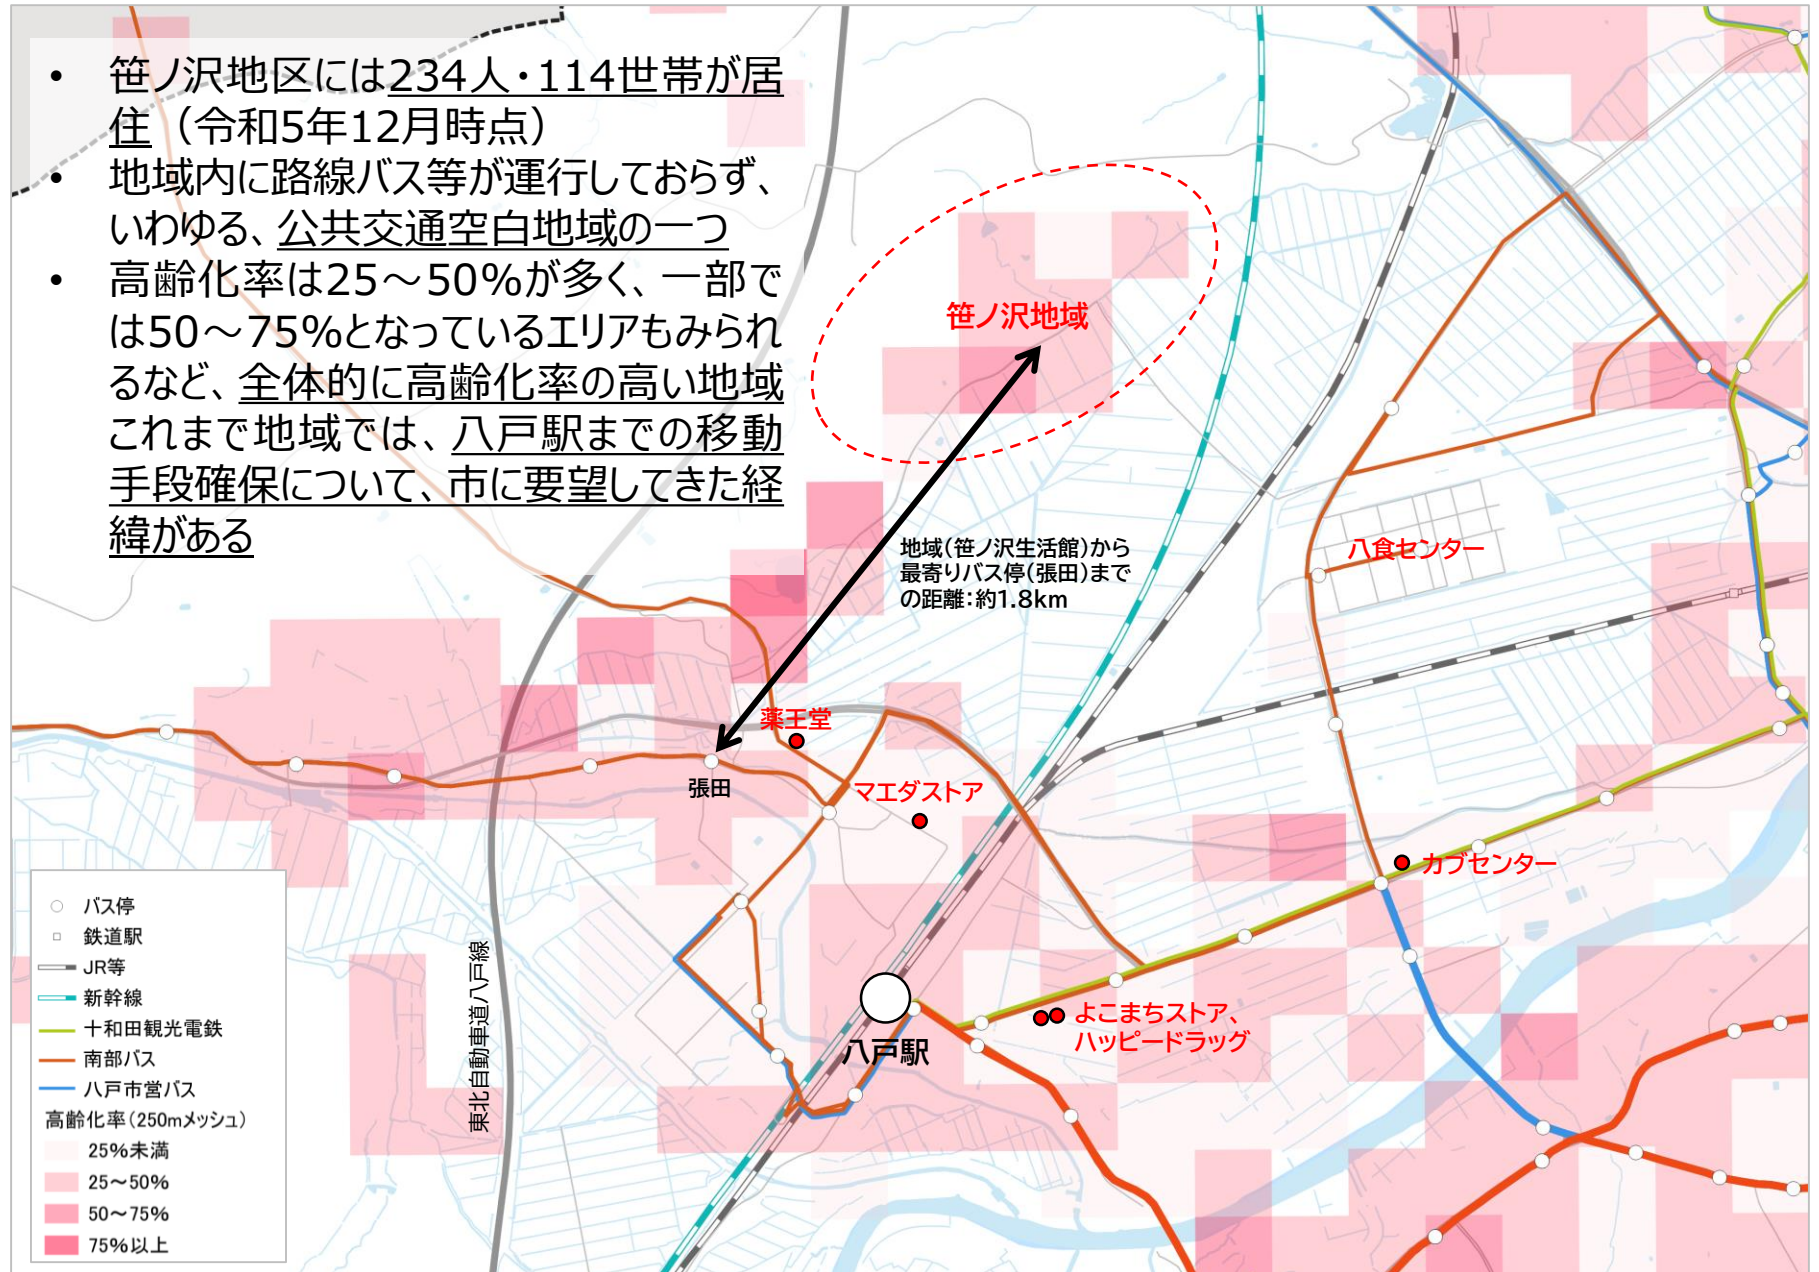 • 笹ノ沢地区には234人・114世帯が居
住（令和5年12月時点）
• 地域内に路線バス等が運行しておらず、
いわゆる、公共交通空白地域の一つ
• 高齢化率は25～50%が多く、一部で
は50～75%となっているエリアもみられ
るなど、全体的に高齢化率の高い地域
これまで地域では、八戸駅までの移動
手段確保について、市に要望してきた経
緯がある
笹ノ沢地域
地域（笹ノ沢生活館）から
最寄りバス停（張田）まで
の距離：約1.8km
八食センター
薬王堂
張田
マエダストア
カブセンター
よこまちストア、
ハッピードラッグ
八戸駅
東北自動車道八戸線
バス停
鉄道駅
JR等
新幹線
十和田観光電鉄
南部バス
八戸市営バス
高齢化率（250mメッシュ）
25%未満
25～50%
50～75%
75%以上